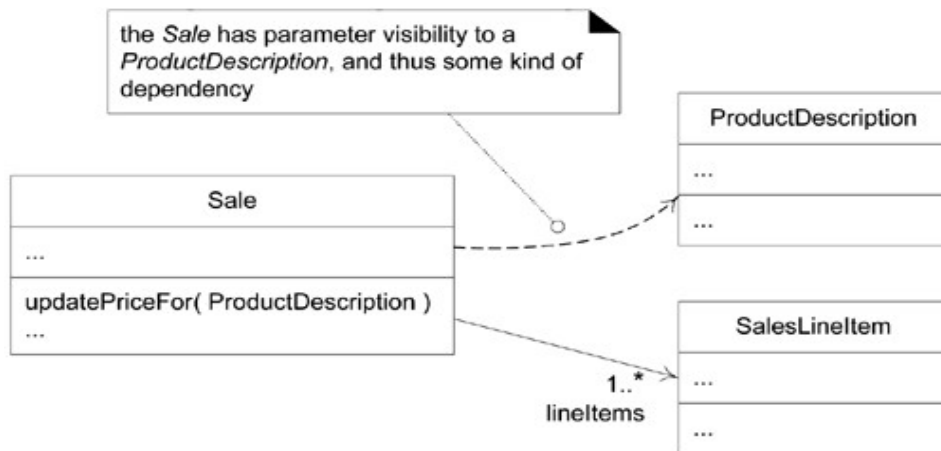 the Sale has parameter visibility to a
ProductDescription, and thus some kind of
dependency
ProductDescription
...
...
Sale
...
updatePriceFor( ProductDescription )
...
SalesLineItem
...
...
1..*
lineItems